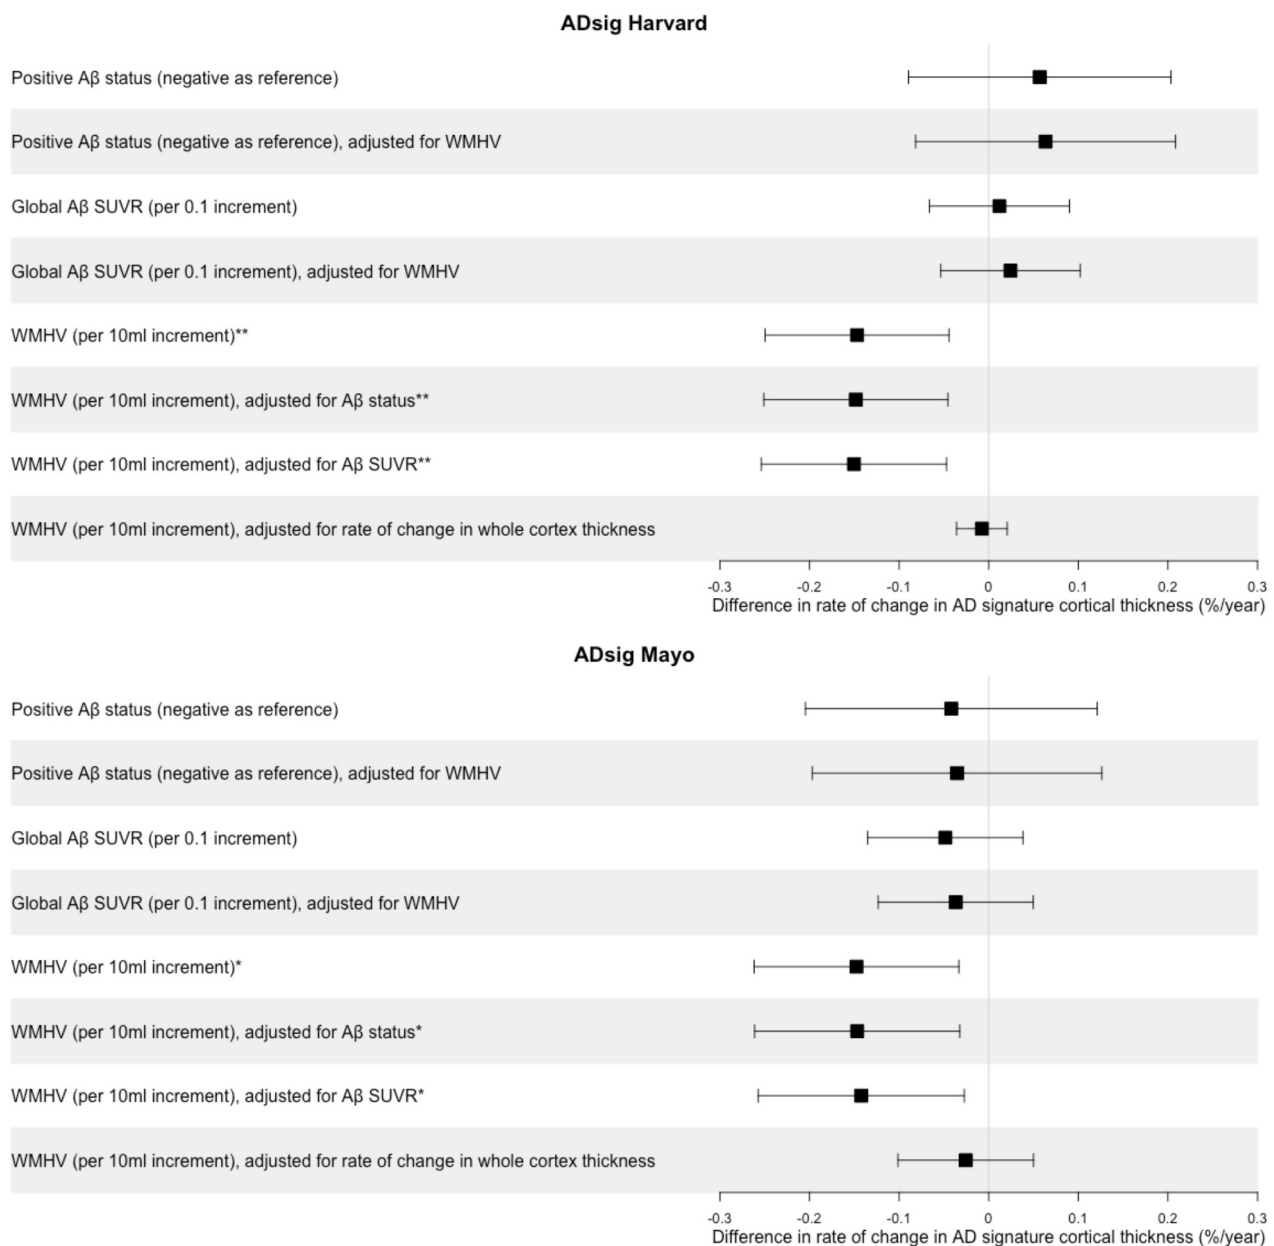 ADsig Harvard
Positive Aβ status (negative as reference)
Positive Aβ status (negative as reference), adjusted for WMHV
Global Aβ SUVR (per 0.1 increment)
Global Aβ SUVR (per 0.1 increment), adjusted for WMHV
WMHV (per 10ml increment)**
WMHV (per 10ml increment), adjusted for Aβ status**
WMHV (per 10ml increment), adjusted for Aβ SUVR**
WMHV (per 10ml increment), adjusted for rate of change in whole cortex thickness
-0.3 -0.2 -0.1 0 0.1 0.2 0.3
Difference in rate of change in AD signature cortical thickness (%/year)
ADsig Mayo
Positive Aβ status (negative as reference)
Positive Aβ status (negative as reference), adjusted for WMHV
Global Aβ SUVR (per 0.1 increment)
Global Aβ SUVR (per 0.1 increment), adjusted for WMHV
WMHV (per 10ml increment)*
WMHV (per 10ml increment), adjusted for Aβ status*
WMHV (per 10ml increment), adjusted for Aβ SUVR*
WMHV (per 10ml increment), adjusted for rate of change in whole cortex thickness
-0.3 -0.2 -0.1 0 0.1 0.2 0.3
Difference in rate of change in AD signature cortical thickness (%/year)